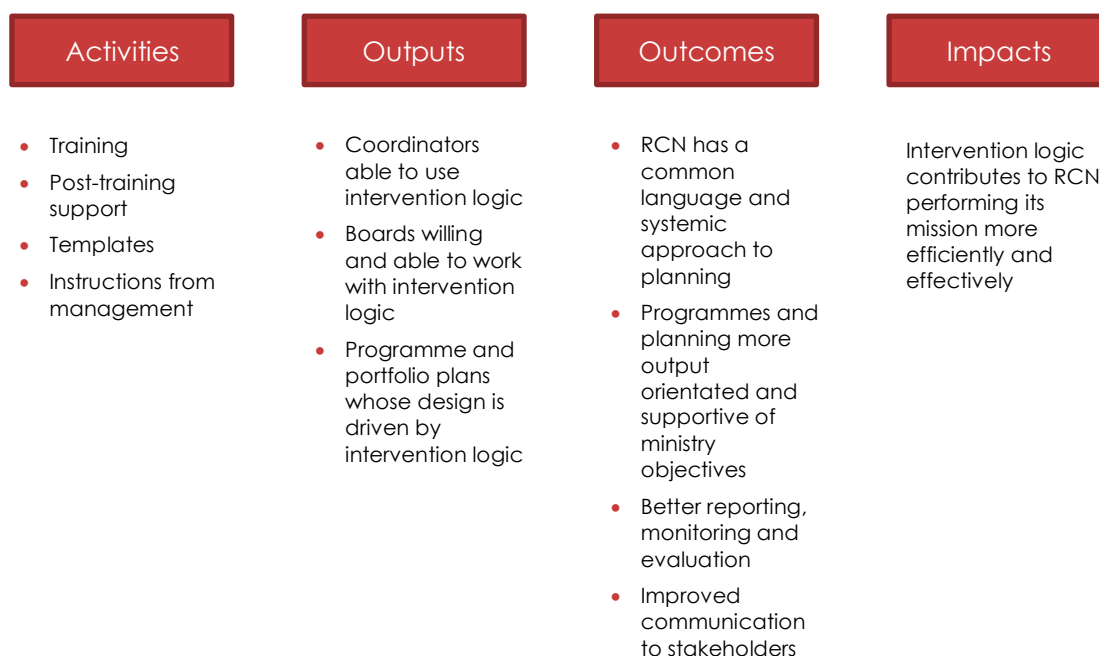 Activities
Training
Post-training
support
Templates
Instructions from
management
Outputs
Coordinators
able to use
intervention logic
Boards willing
and able to work
with intervention
logic
Programme and
portfolio plans
whose design is
driven by
intervention logic
Outcomes
RCN has a
common
language and
systemic
approach to
planning
Programmes and
planning more
output
orientated and
supportive of
ministry
objectives
Better reporting,
monitoring and
evaluation
Improved
communication
to stakeholders
Impacts
Intervention logic
contributes to RCN
performing its
mission more
efficiently and
effectively